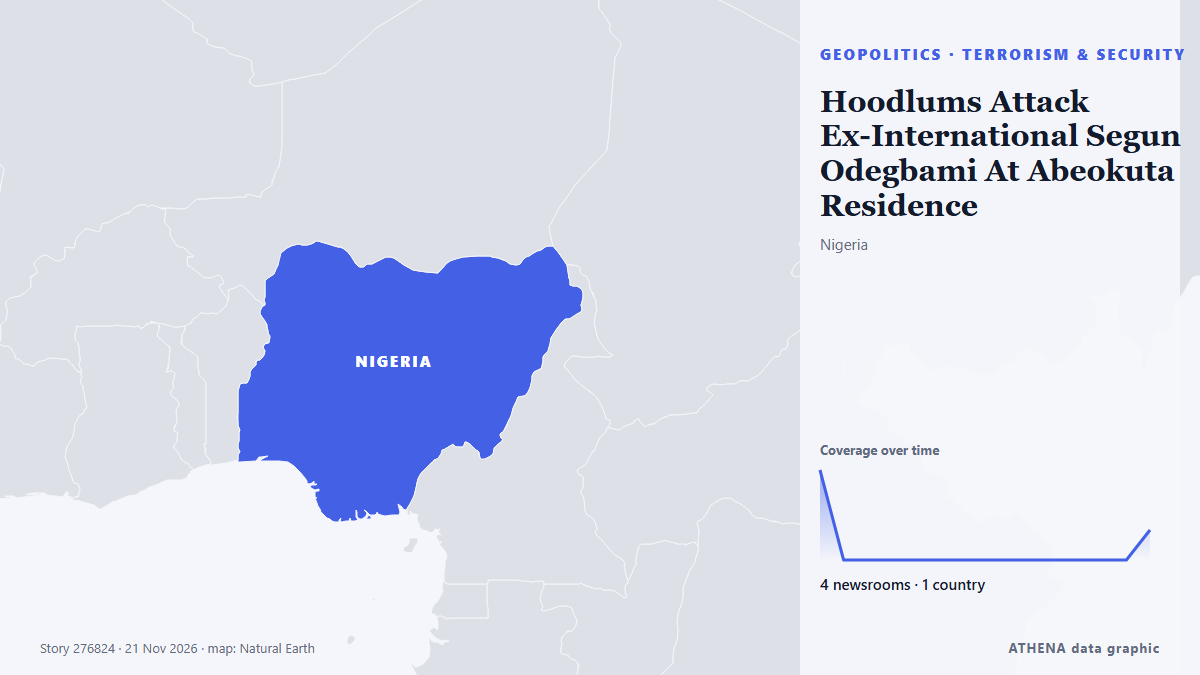 GEOPOLITICS · TERRORISM & SECURITY
Hoodlums Attack
Ex-International Segun
Odegbami At Abeokuta
Residence
Nigeria
NIGERIA
Coverage over time
4 newsrooms · 1 country
Story 276824 · 21 Nov 2026 · map: Natural Earth
ATHENA data graphic